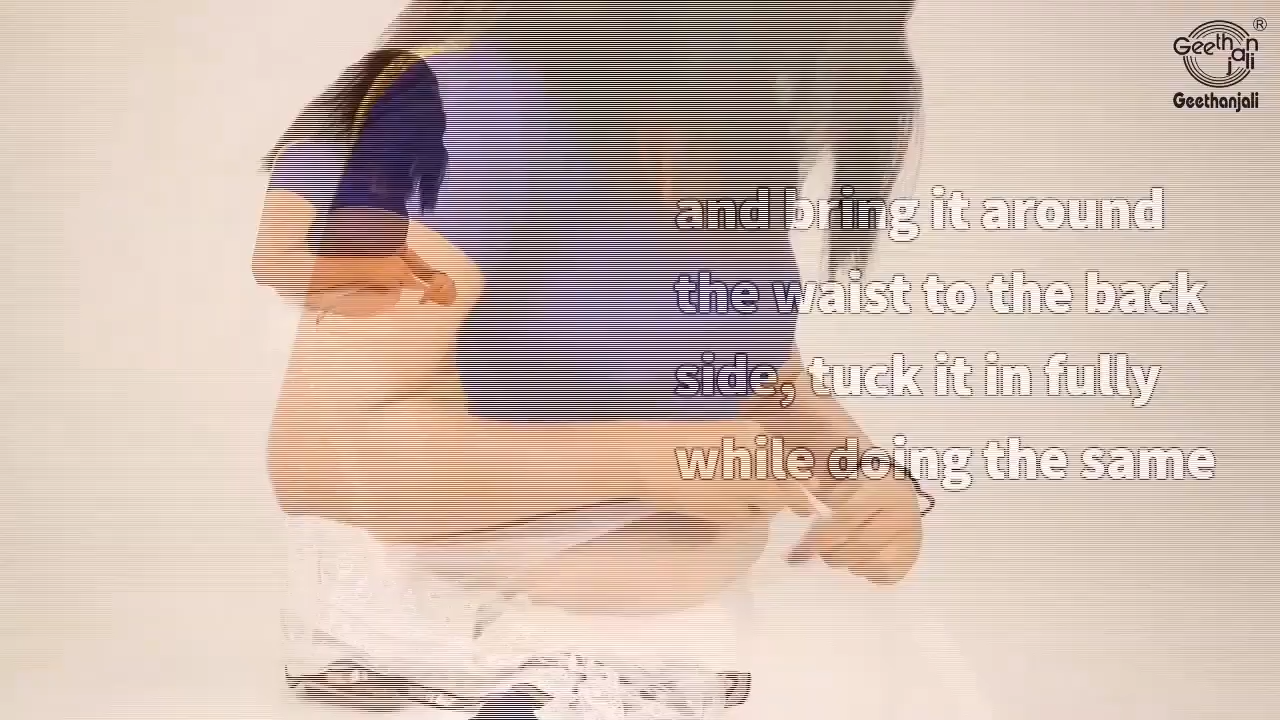 Geethanjali
®
Geethanjali
and bring it around
the waist to the back
side, tuck it in fully
while doing the same